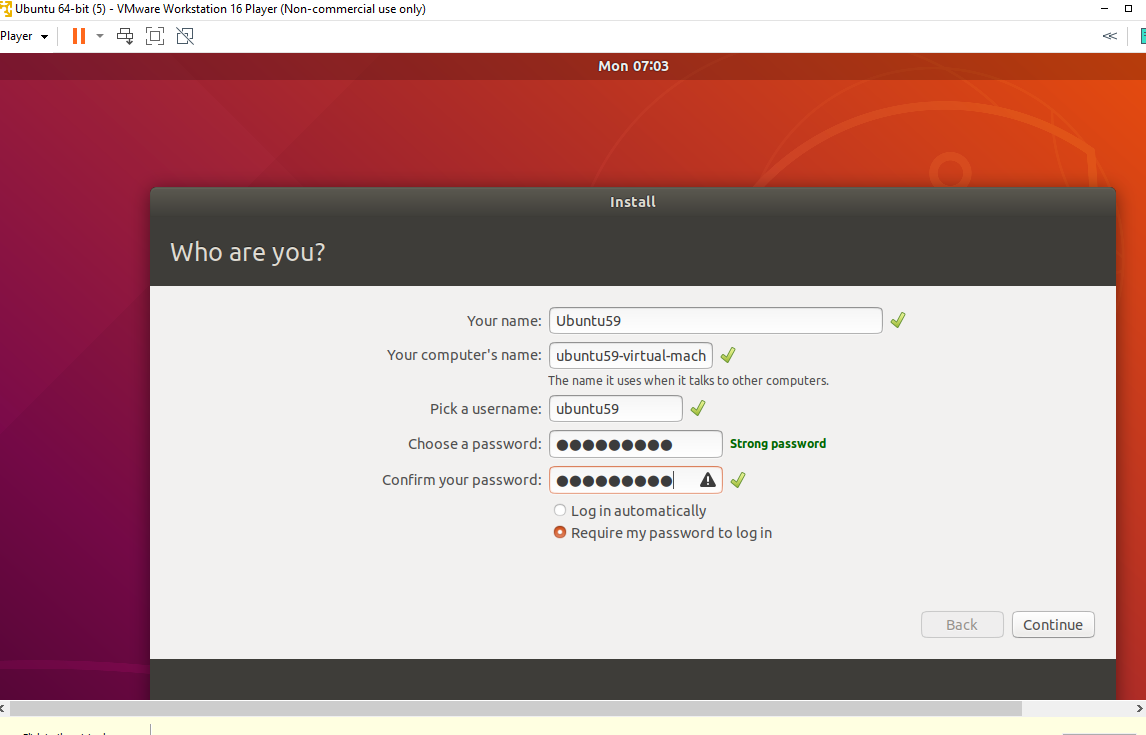 Ubuntu 64-bit (5) - VMware Workstation 16 Player (Non-commercial use only)
Player
Mon 07:03
Install
Who are you?
Your name: Ubuntu59
Your computer's name: ubuntu59-virtual-mach
The name it uses when it talks to other computers.
Pick a username: ubuntu59
Choose a password: ●●●●●●●●● Strong password
Confirm your password: ●●●●●●●●●
Log in automatically
Require my password to log in
Back Continue